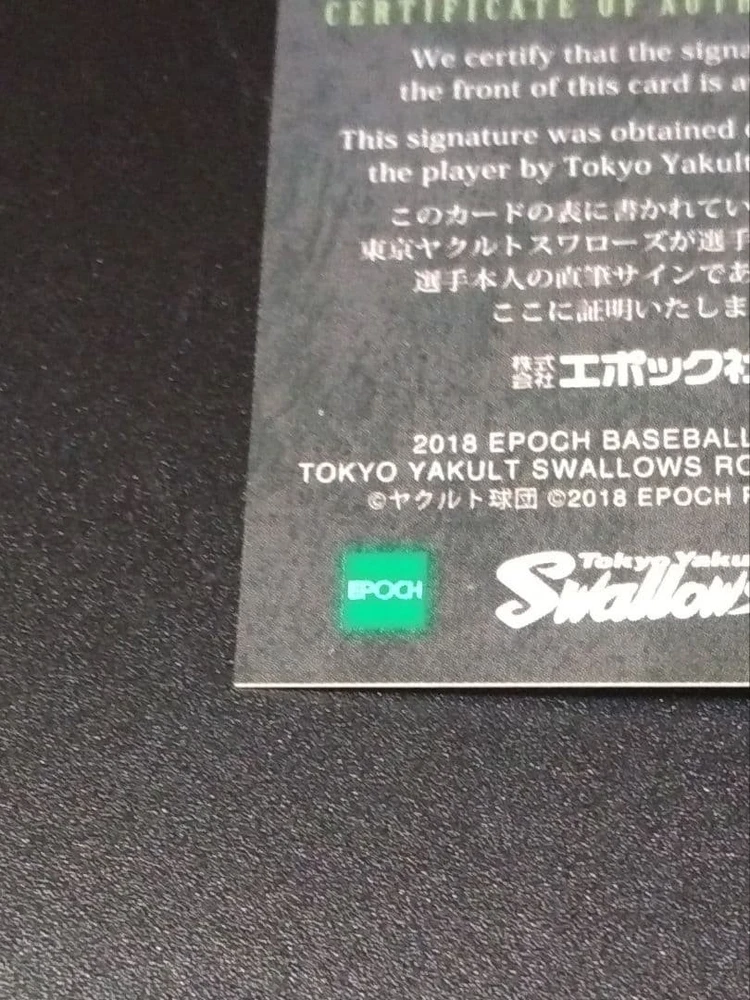 CERTIFICATE OF AUTH
We certify that the signa
the front of this card is a
This signature was obtained
the player by Tokyo Yakult
このカードの表に書かれてい
東京ヤクルトスワローズが選手
選手本人の直筆サインであ
ここに証明いたしま
株式会社エポック社
2018 EPOCH BASEBALL
TOKYO YAKULT SWALLOWS RO
©ヤクルト球団 ©2018 EPOCH
EPOCH
Tokyo Yaku
Swallows